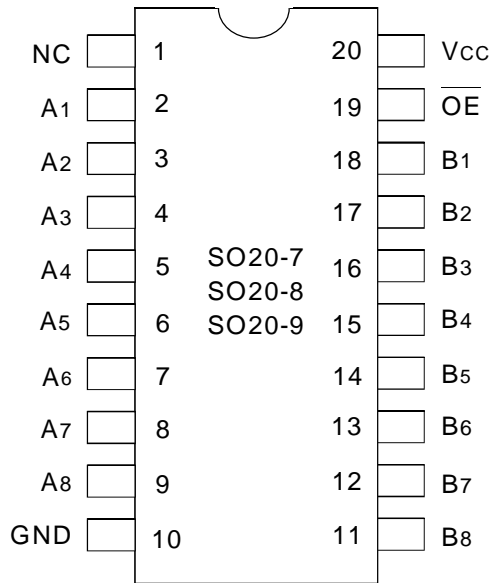 NC 1 20 Vcc
A1 2 19 O̅E̅
A2 3 18 B1
A3 4 17 B2
A4 5 SO20-7 16 B3
SO20-8
A5 6 SO20-9 15 B4
A6 7 14 B5
A7 8 13 B6
A8 9 12 B7
GND 10 11 B8